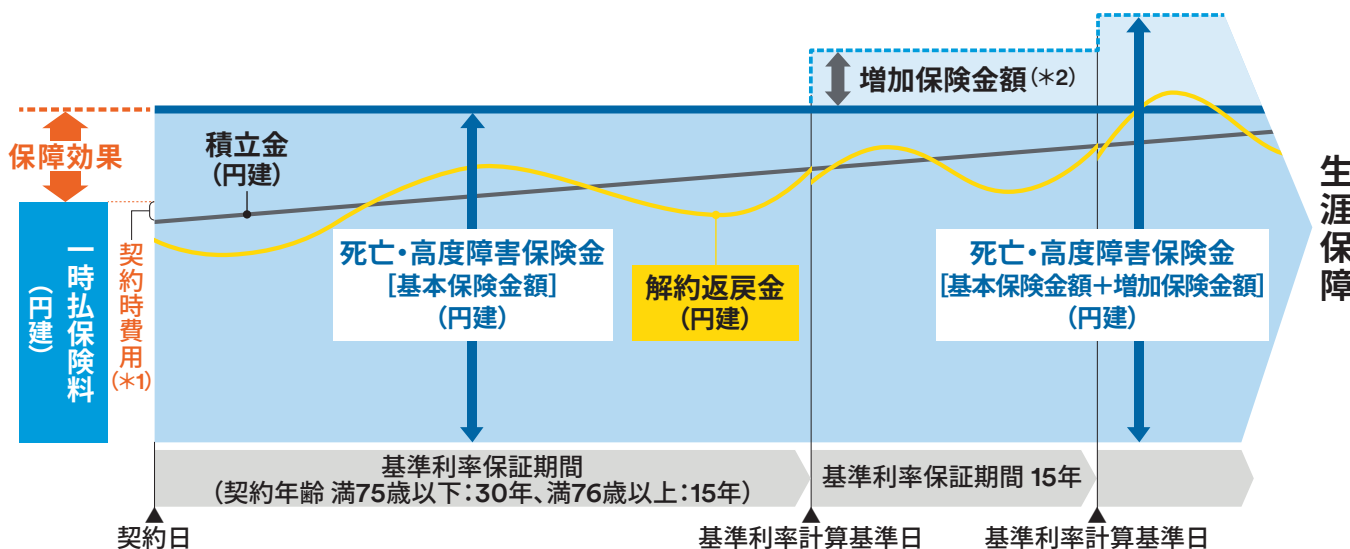 増加保険金額(＊2)
保障効果
積立金
(円建)
一時払保険料
(円建)
契約時費用
(＊1)
死亡・高度障害保険金
[基本保険金額]
(円建)
解約返戻金
(円建)
死亡・高度障害保険金
[基本保険金額＋増加保険金額]
(円建)
生涯保障
基準利率保証期間
(契約年齢 満75歳以下：30年、満76歳以上：15年)
基準利率保証期間 15年
契約日
基準利率計算基準日
基準利率計算基準日